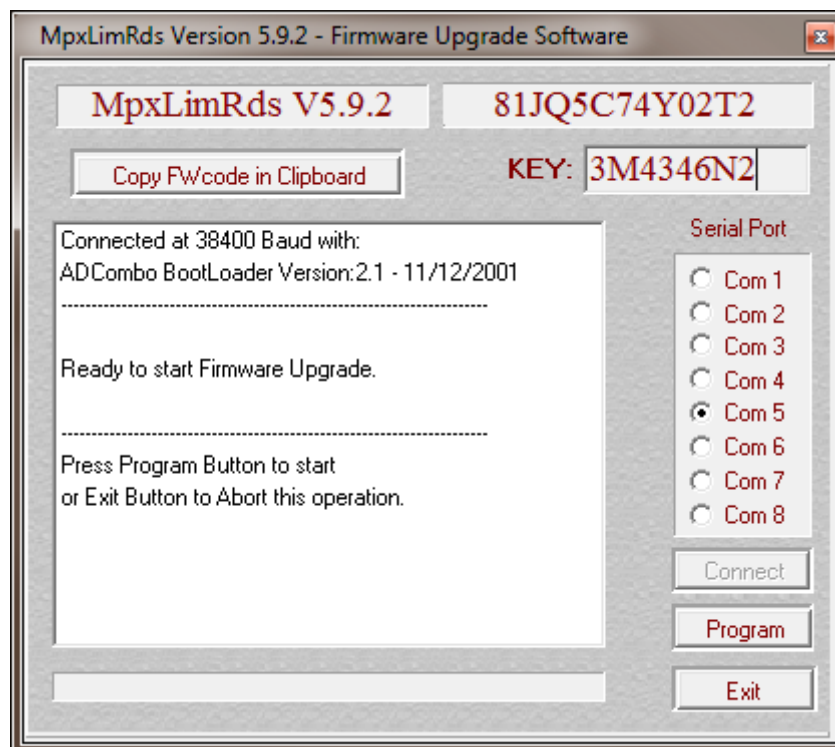 MpxLimRds Version 5.9.2 - Firmware Upgrade Software
MpxLimRds V5.9.2
81JQ5C74Y02T2
Copy FWcode in Clipboard
KEY: 3M4346N2
Connected at 38400 Baud with:
ADCombo BootLoader Version:2.1 - 11/12/2001
-----------------------------------------------------------------------
Ready to start Firmware Upgrade.
-----------------------------------------------------------------------
Press Program Button to start
or Exit Button to Abort this operation.
Serial Port
Com 1
Com 2
Com 3
Com 4
Com 5
Com 6
Com 7
Com 8
Connect
Program
Exit